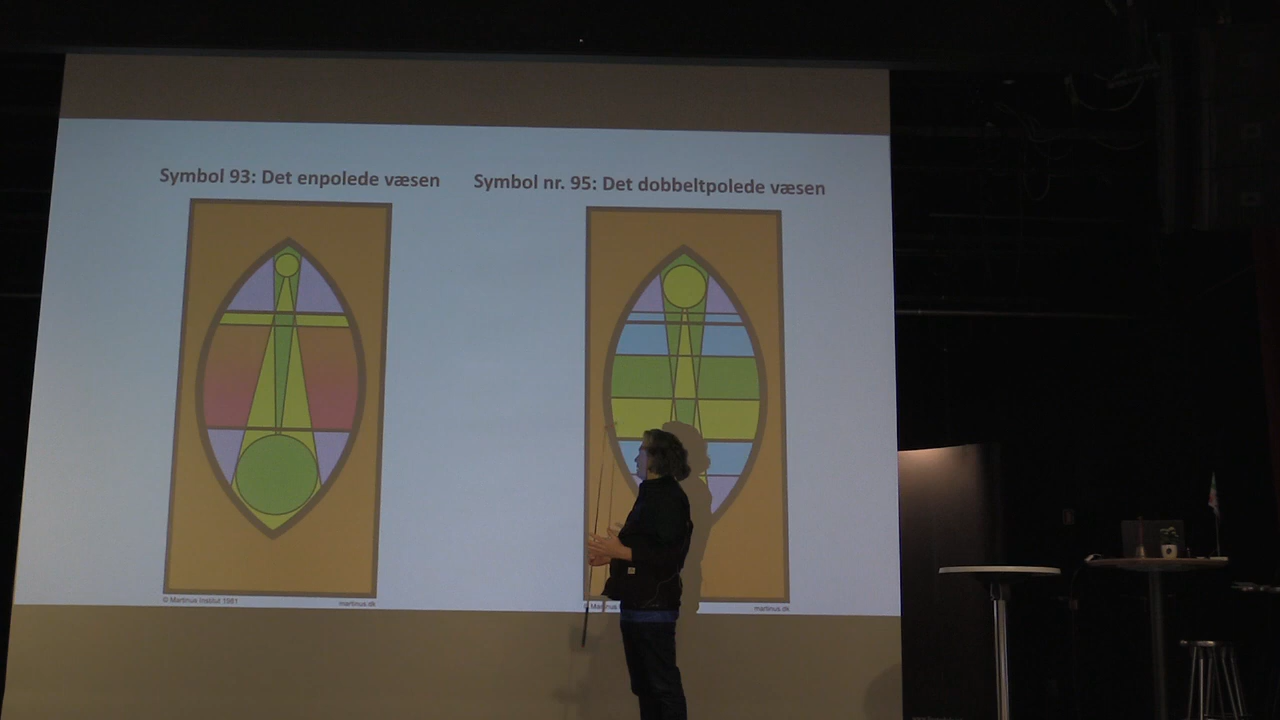 Symbol 93: Det enpolede væsen
Symbol nr. 95: Det dobbeltpolede væsen
© Martinus Institut 1981
martinus.dk
martinus.dk